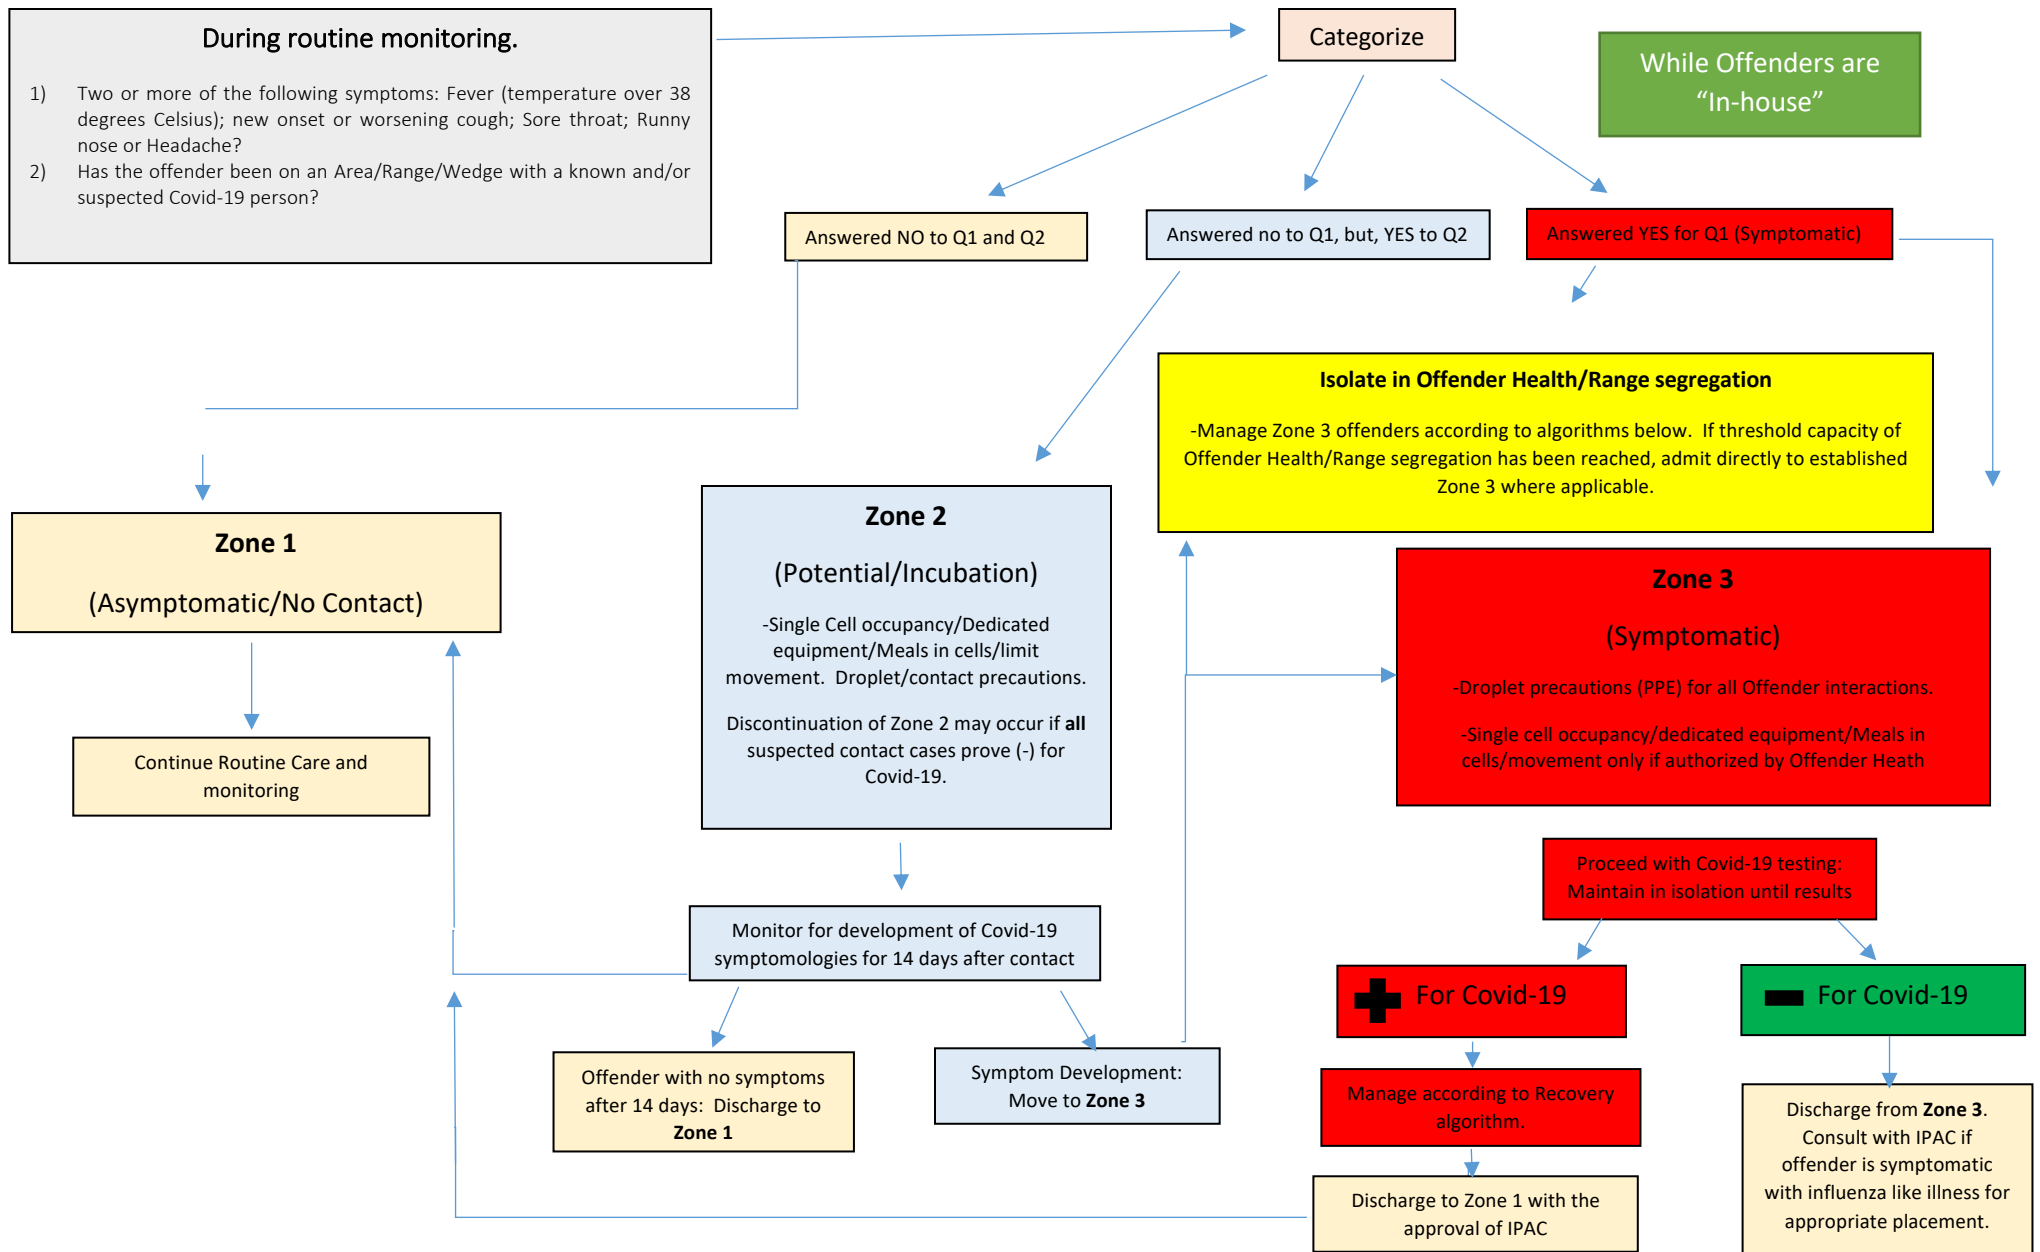 During routine monitoring.
1) Two or more of the following symptoms: Fever (temperature over 38
degrees Celsius); new onset or worsening cough; Sore throat; Runny
nose or Headache?
2) Has the offender been on an Area/Range/Wedge with a known and/or
suspected Covid-19 person?
Categorize
While Offenders are
“In-house”
Answered NO to Q1 and Q2
Answered no to Q1, but, YES to Q2
Answered YES for Q1 (Symptomatic)
Isolate in Offender Health/Range segregation
-Manage Zone 3 offenders according to algorithms below. If threshold capacity of
Offender Health/Range segregation has been reached, admit directly to established
Zone 3 where applicable.
Zone 1
(Asymptomatic/No Contact)
Continue Routine Care and
monitoring
Zone 2
(Potential/Incubation)
-Single Cell occupancy/Dedicated
equipment/Meals in cells/limit
movement. Droplet/contact precautions.
Discontinuation of Zone 2 may occur if all
suspected contact cases prove (-) for
Covid-19.
Zone 3
(Symptomatic)
-Droplet precautions (PPE) for all Offender interactions.
-Single cell occupancy/dedicated equipment/Meals in
cells/movement only if authorized by Offender Heath
Monitor for development of Covid-19
symptomologies for 14 days after contact
Offender with no symptoms
after 14 days: Discharge to
Zone 1
Symptom Development:
Move to Zone 3
Proceed with Covid-19 testing:
Maintain in isolation until results
For Covid-19
For Covid-19
Manage according to Recovery
algorithm.
Discharge to Zone 1 with the
approval of IPAC
Discharge from Zone 3.
Consult with IPAC if
offender is symptomatic
with influenza like illness for
appropriate placement.